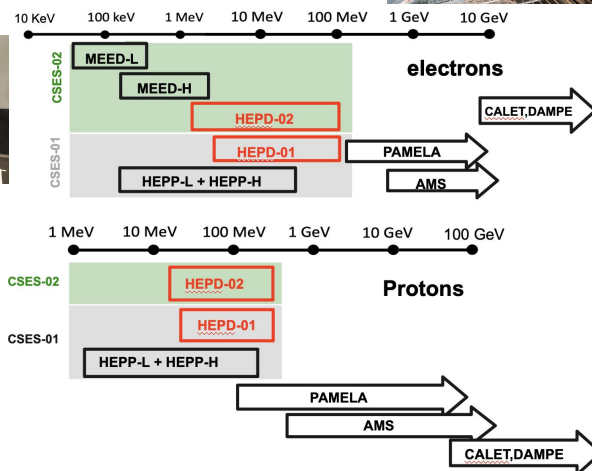 10 KeV 100 keV 1 MeV 10 MeV 100 MeV 1 GeV 10 GeV
CSES-02
MEED-L
electrons
MEED-H
HEPD-02
CALET,DAMPE
CSES-01
HEPD-01
PAMELA
HEPP-L + HEPP-H
AMS
1 MeV 10 MeV 100 MeV 1 GeV 10 GeV 100 GeV
CSES-02
HEPD-02
Protons
CSES-01
HEPD-01
HEPP-L + HEPP-H
PAMELA
AMS
CALET,DAMPE